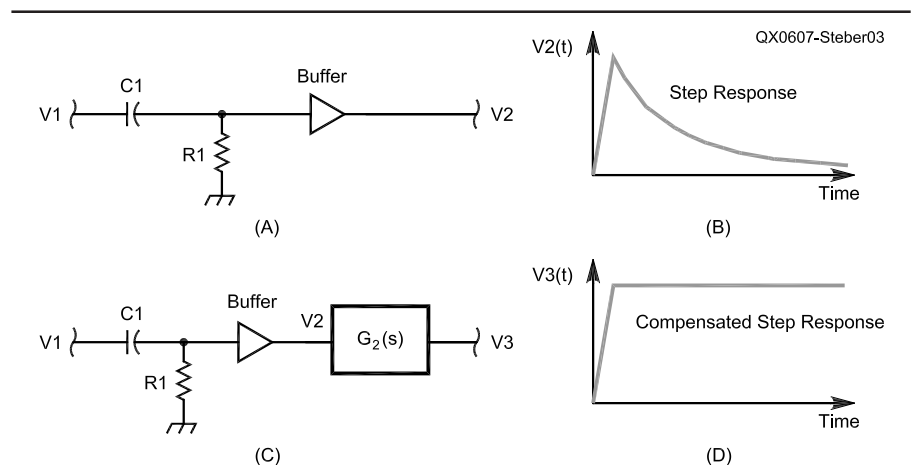 QX0607-Steber03
C1
V1
R1
Buffer
V2
(A)
V2(t)
Step Response
Time
(B)
C1
V1
R1
Buffer
V2
G2(s)
V3
(C)
V3(t)
Compensated Step Response
Time
(D)